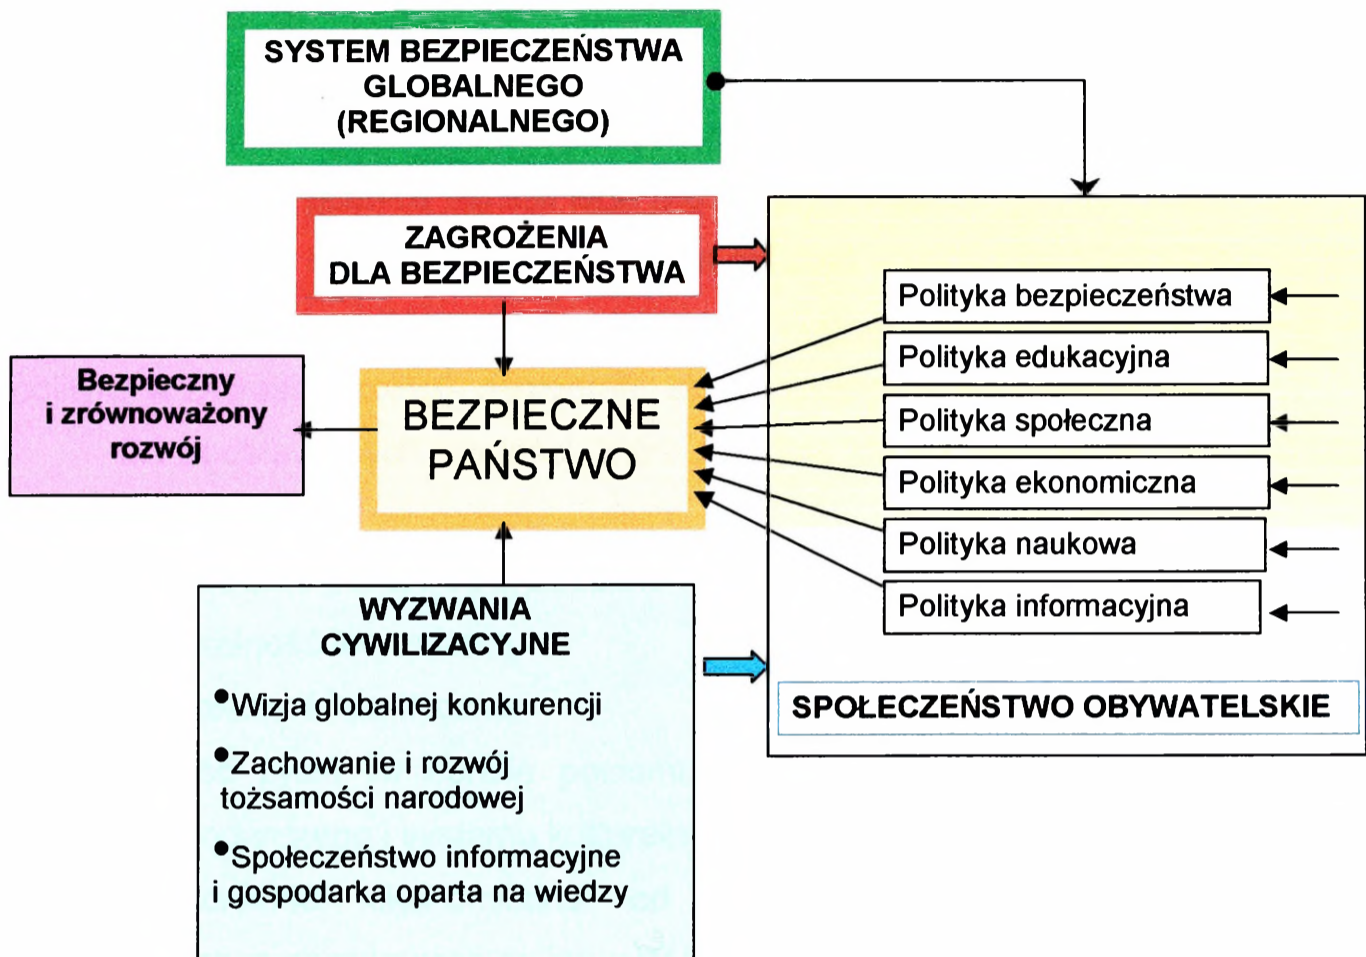 SYSTEM BEZPIECZEŃSTWA
GLOBALNEGO
(REGIONALNEGO)
ZAGROŻENIA
DLA BEZPIECZEŃSTWA
Bezpieczny
i zrównoważony
rozwój
BEZPIECZNE
PAŃSTWO
Polityka bezpieczeństwa
Polityka edukacyjna
Polityka społeczna
Polityka ekonomiczna
Polityka naukowa
Polityka informacyjna
SPOŁECZEŃSTWO OBYWATELSKIE
WYZWANIA
CYWILIZACYJNE
•Wizja globalnej konkurencji
•Zachowanie i rozwój
tożsamości narodowej
•Społeczeństwo informacyjne
i gospodarka oparta na wiedzy